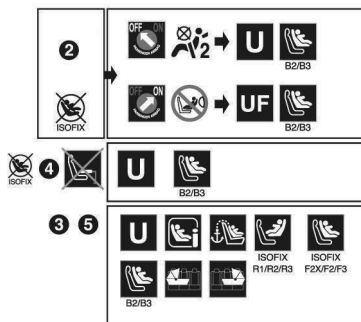 OFF ON
2
U
B2/B3
2
ISOFIX
OFF ON
UF
B2/B3
ISOFIX
4
U
B2/B3
3 5
U
i
ISOFIX
R1/R2/R3
ISOFIX
F2X/F2/F3
B2/B3